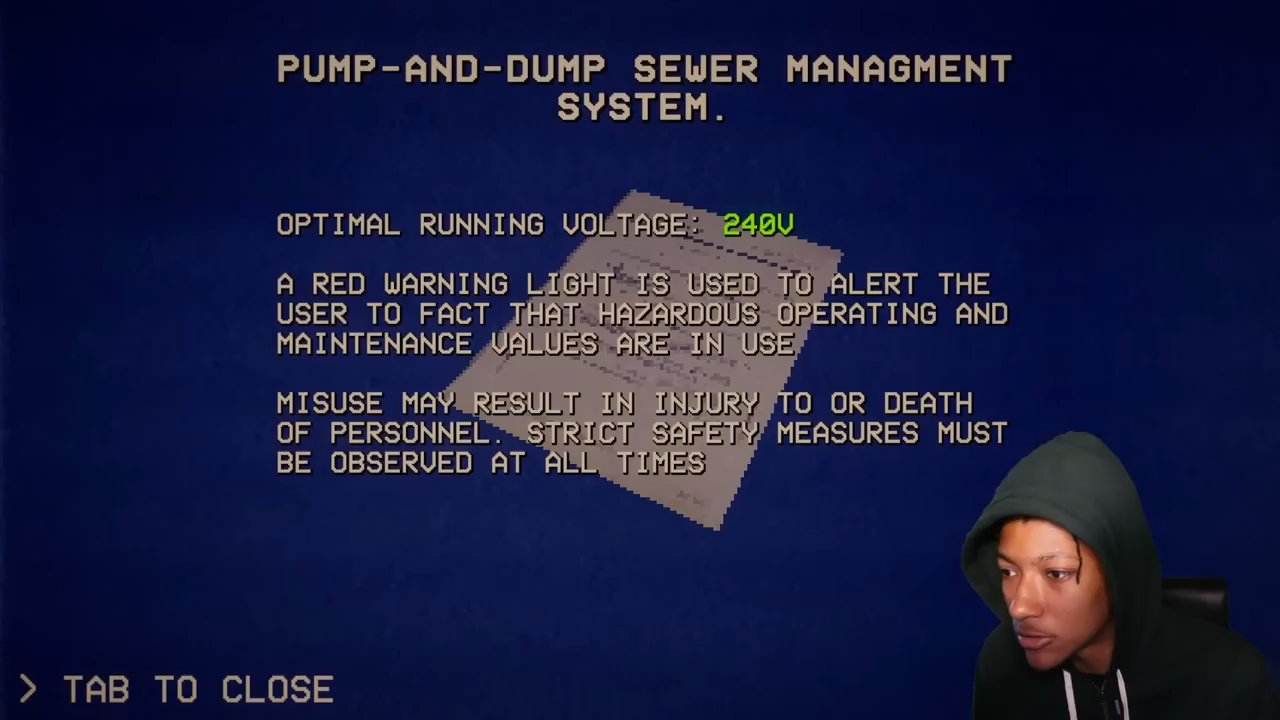 PUMP-AND-DUMP SEWER MANAGMENT
SYSTEM.
OPTIMAL RUNNING VOLTAGE: 240V
A RED WARNING LIGHT IS USED TO ALERT THE
USER TO FACT THAT HAZARDOUS OPERATING AND
MAINTENANCE VALUES ARE IN USE
MISUSE MAY RESULT IN INJURY TO OR DEATH
OF PERSONNEL. STRICT SAFETY MEASURES MUST
BE OBSERVED AT ALL TIMES
> TAB TO CLOSE